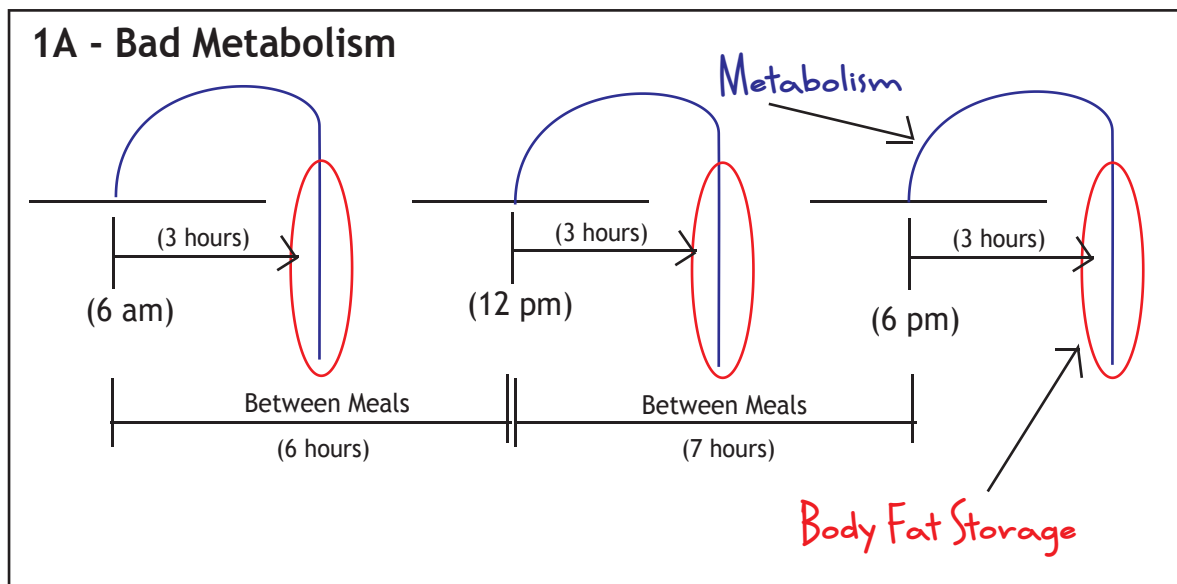 1A - Bad Metabolism
Metabolism
(3 hours)
(3 hours)
(3 hours)
(6 am)
(12 pm)
(6 pm)
Between Meals
(6 hours)
Between Meals
(7 hours)
Body Fat Storage